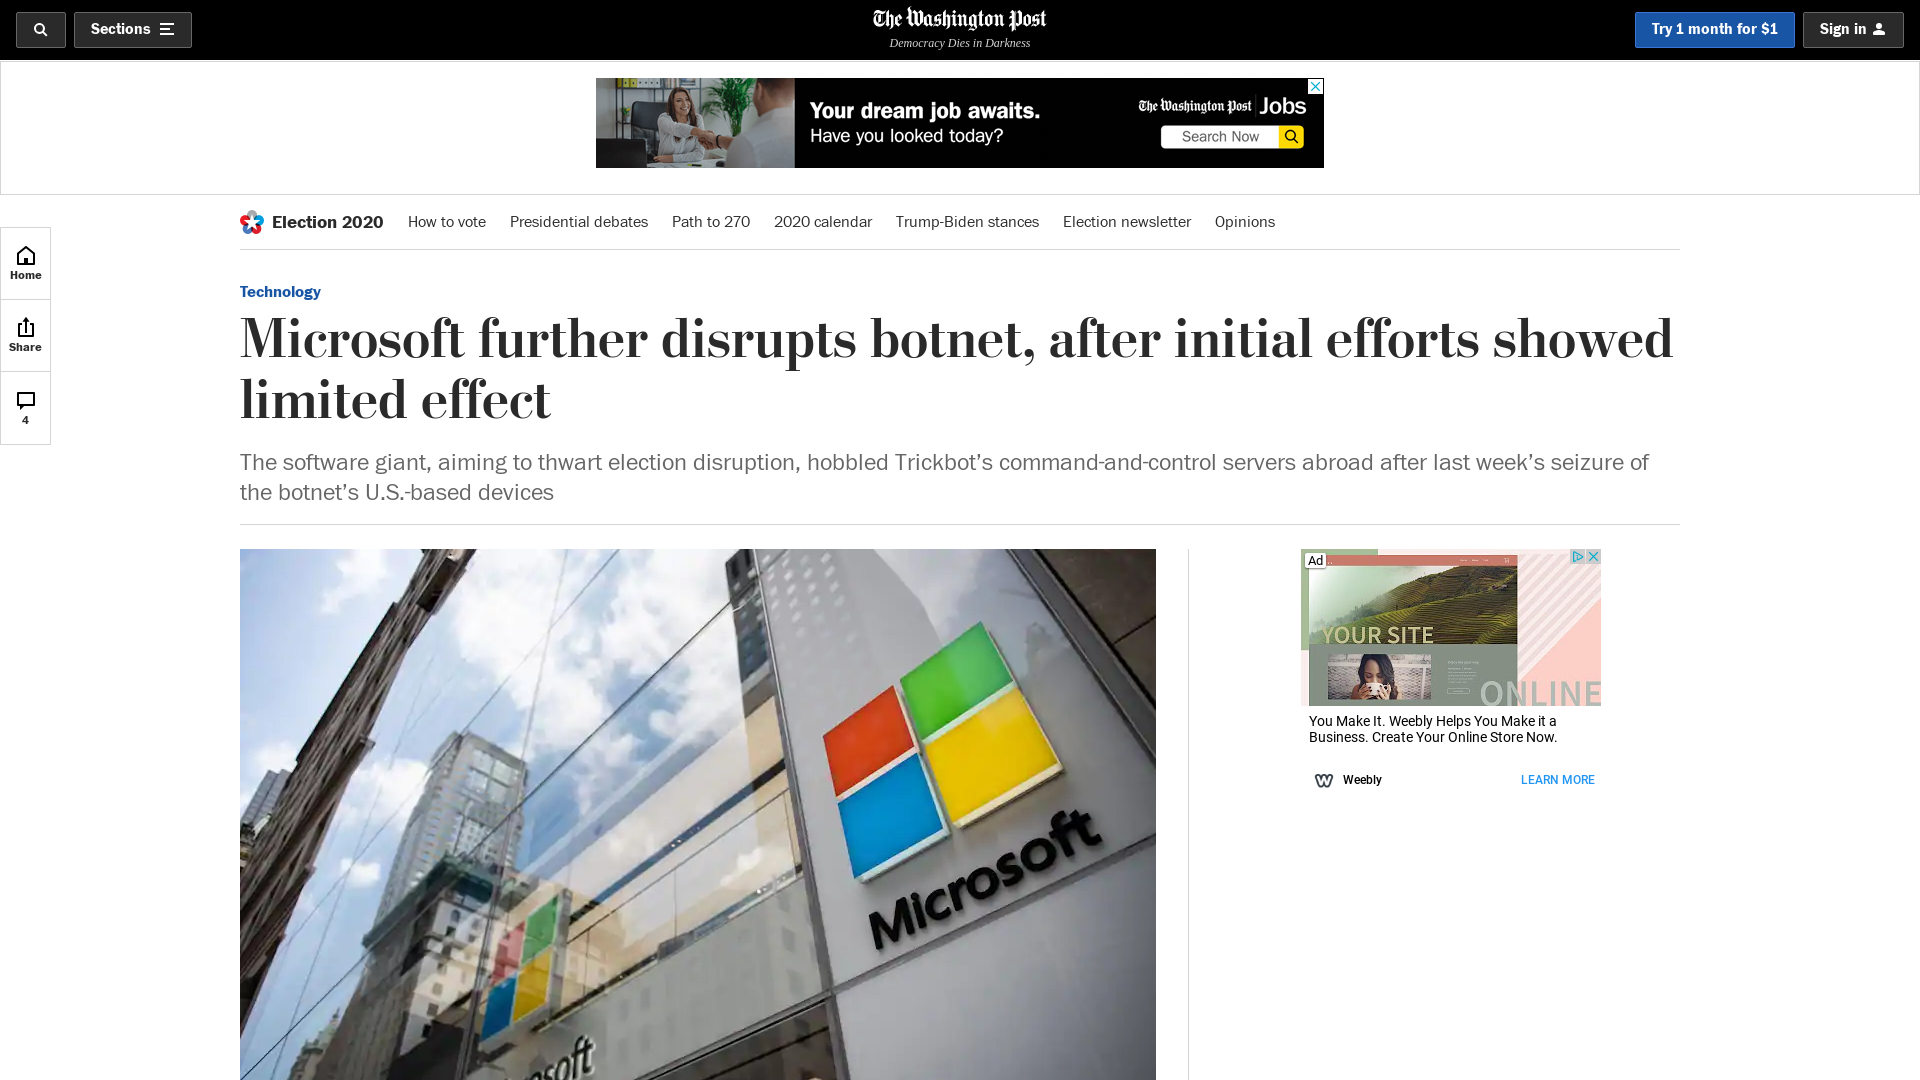 Sections
The Washington Post
Democracy Dies in Darkness
Try 1 month for $1
Sign in
Your dream job awaits.
Have you looked today?
The Washington Post Jobs
Search Now
Election 2020
How to vote
Presidential debates
Path to 270
2020 calendar
Trump-Biden stances
Election newsletter
Opinions
Home
Share
4
Technology
Microsoft further disrupts botnet, after initial efforts showed
limited effect
The software giant, aiming to thwart election disruption, hobbled Trickbot’s command-and-control servers abroad after last week’s seizure of
the botnet’s U.S.-based devices
Microsoft
Ad
YOUR SITE
ONLINE
You Make It. Weebly Helps You Make it a
Business. Create Your Online Store Now.
Weebly
LEARN MORE